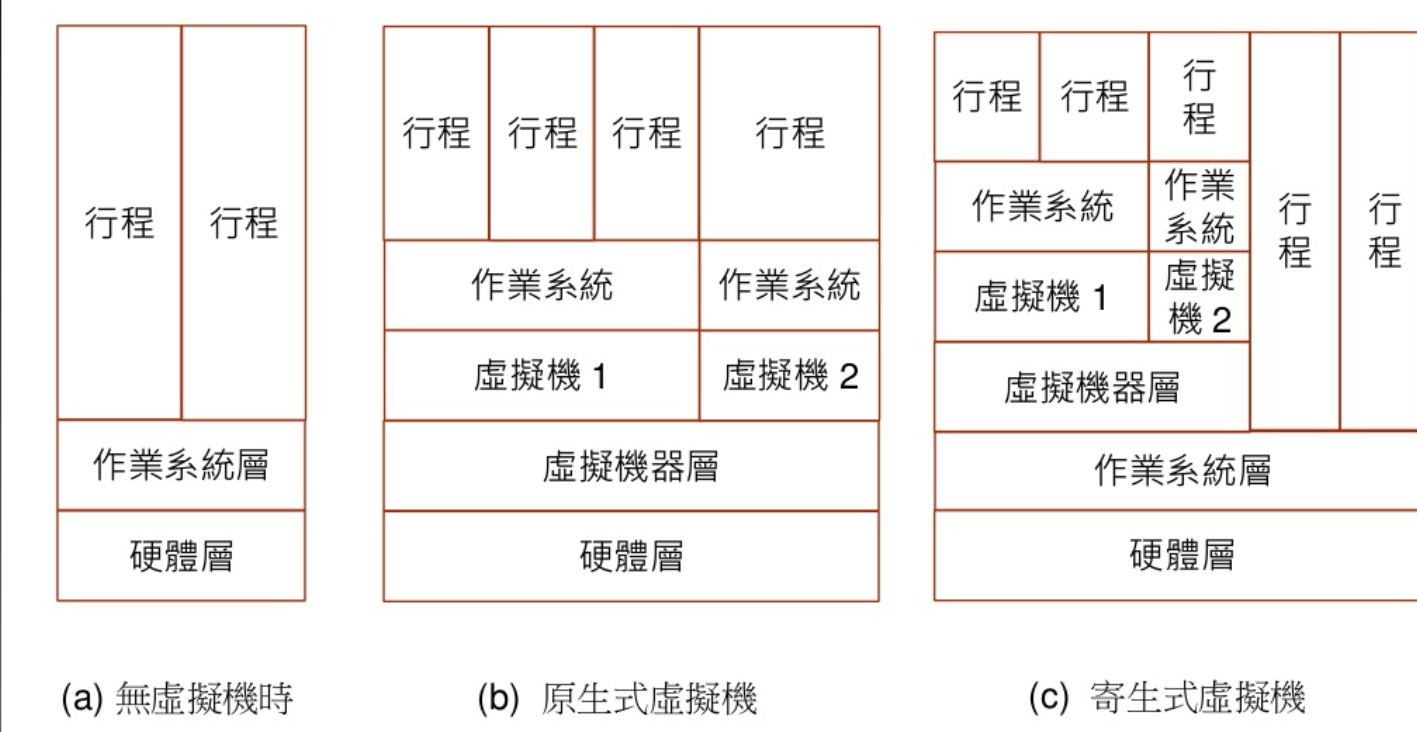 行程
行程
作業系統層
硬體層
(a) 無虛擬機時
行程
行程
行程
行程
作業系統
作業系統
虛擬機 1
虛擬機 2
虛擬機器層
硬體層
(b) 原生式虛擬機
行程
行程
行
程
作業系統
作業
系統
虛擬機 1
虛擬
機 2
虛擬機器層
行
程
行
程
作業系統層
硬體層
(c) 寄生式虛擬機